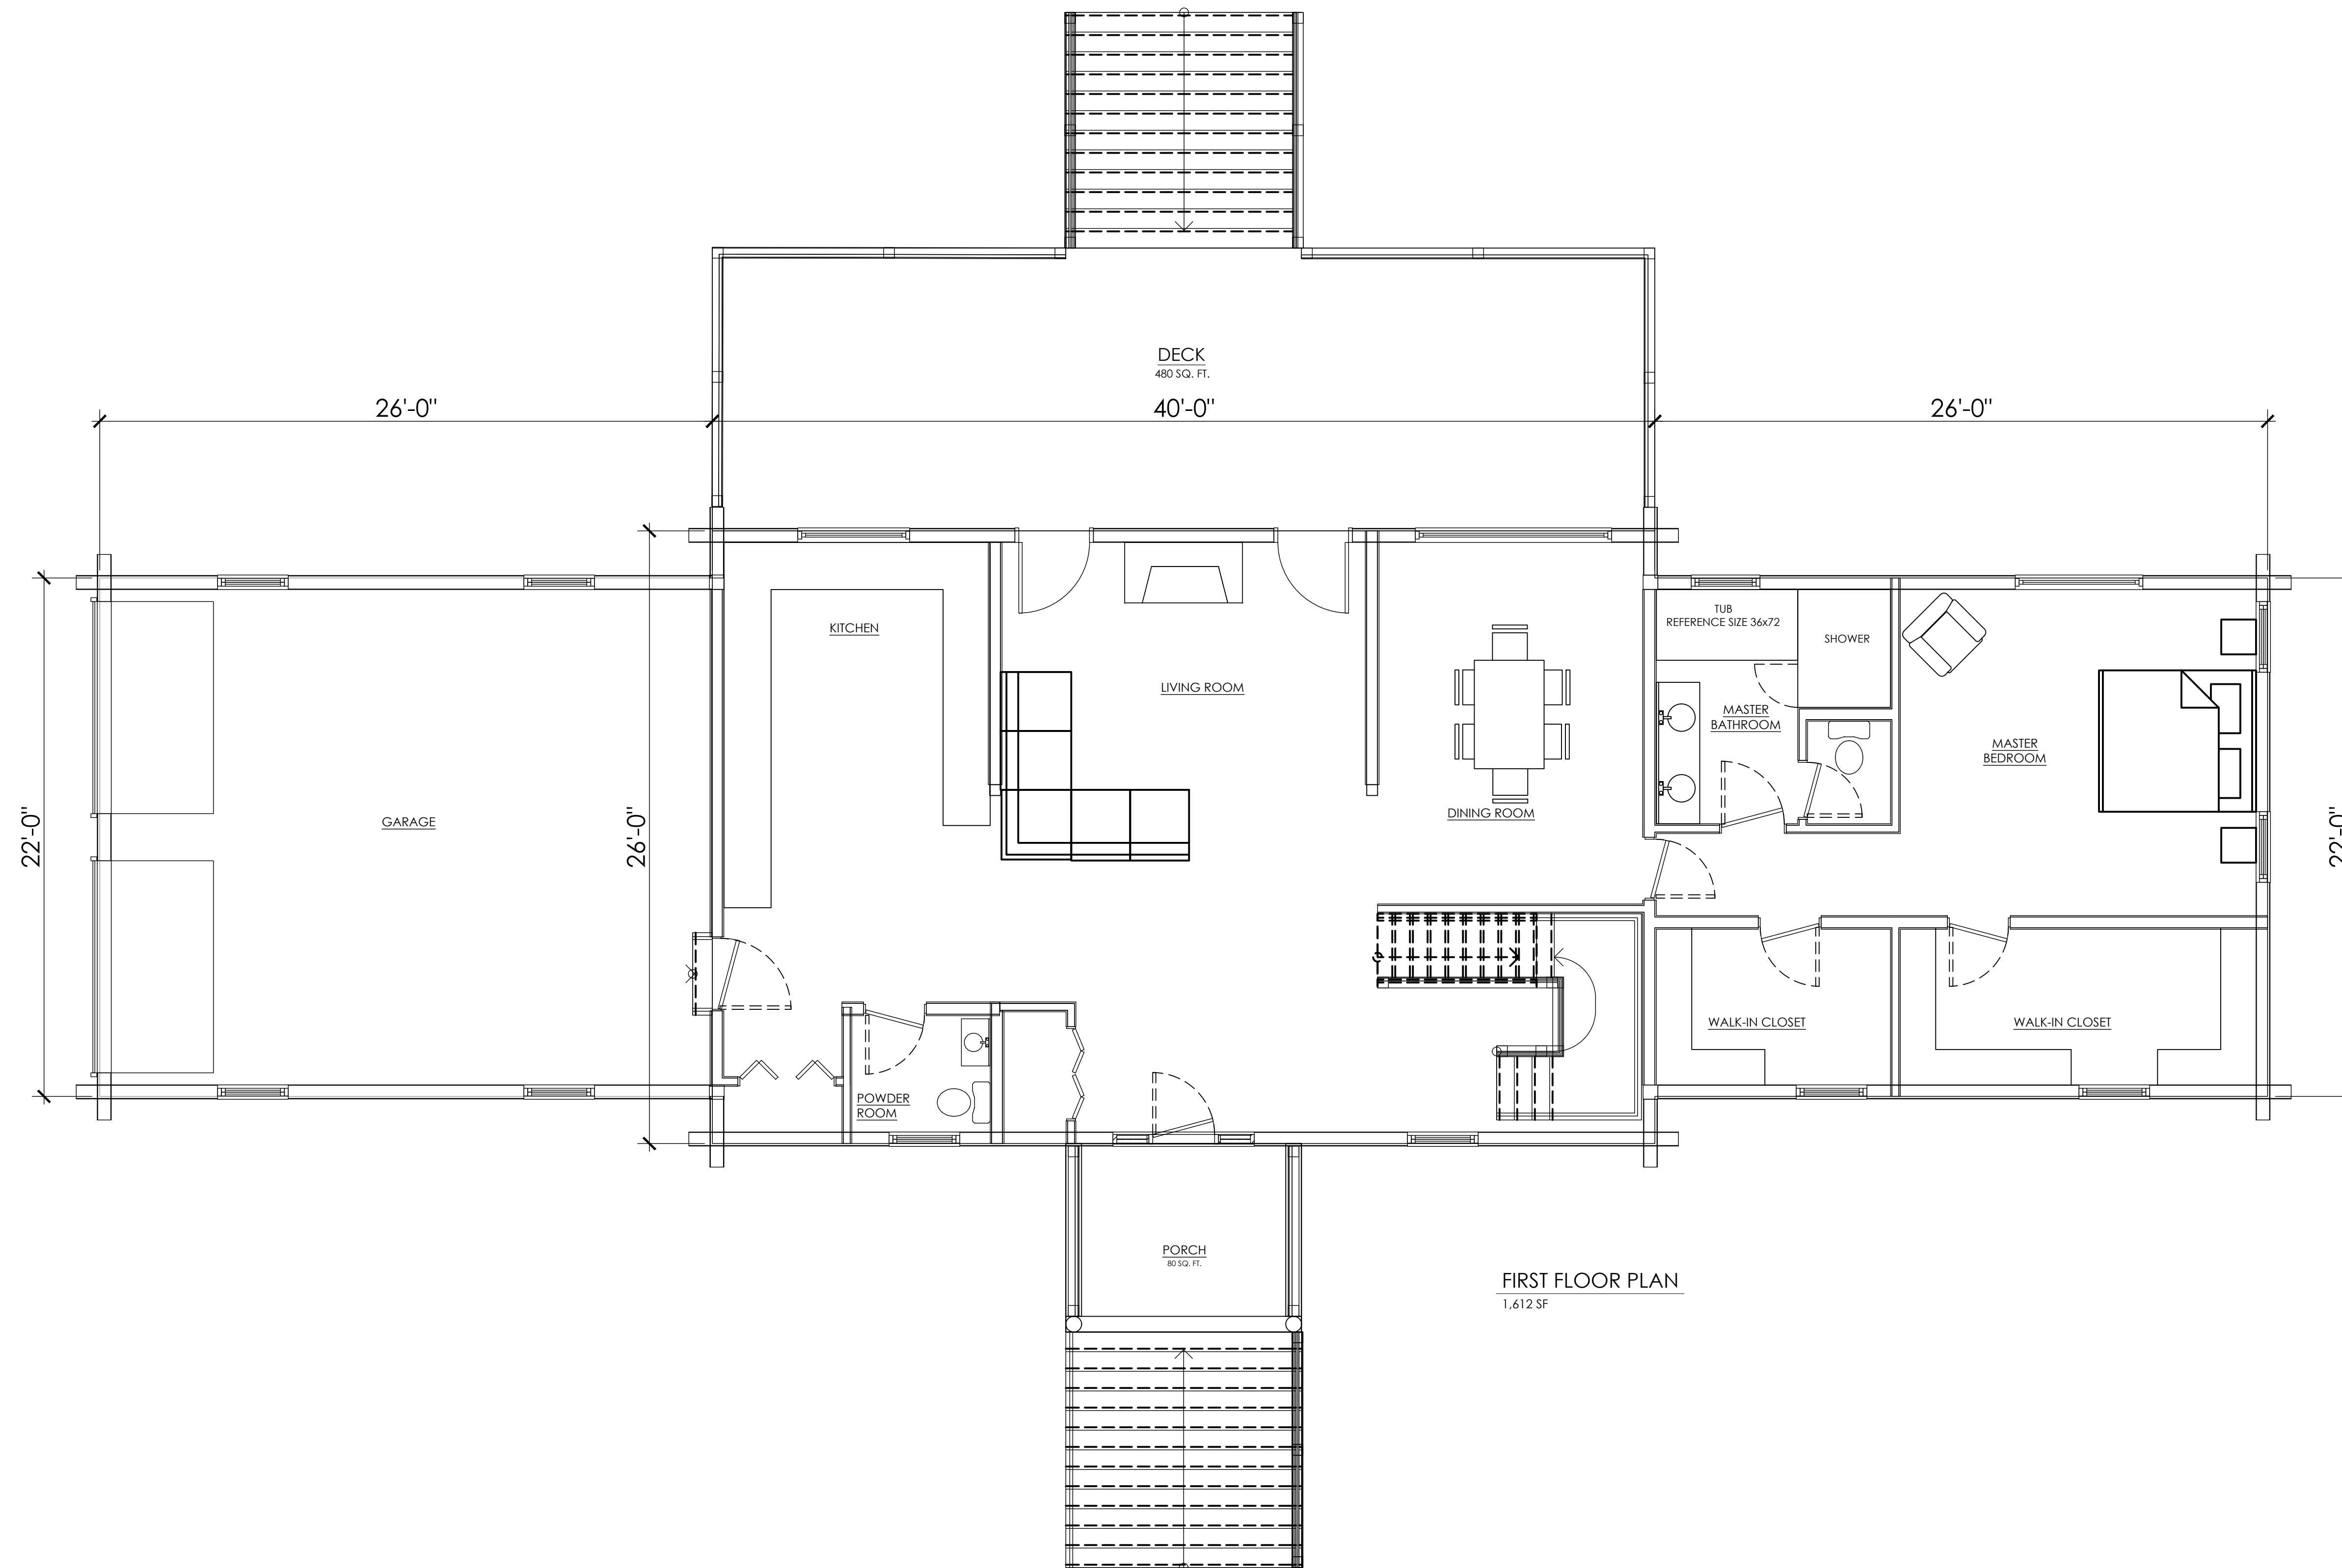 DECK
480 SQ. FT.
26'-0"
40'-0"
26'-0"
KITCHEN
TUB
REFERENCE SIZE 36x72
SHOWER
LIVING ROOM
MASTER
BATHROOM
MASTER
BEDROOM
22'-0"
GARAGE
26'-0"
DINING ROOM
22'-0"
WALK-IN CLOSET
WALK-IN CLOSET
POWDER
ROOM
PORCH
80 SQ. FT.
FIRST FLOOR PLAN
1,612 SF